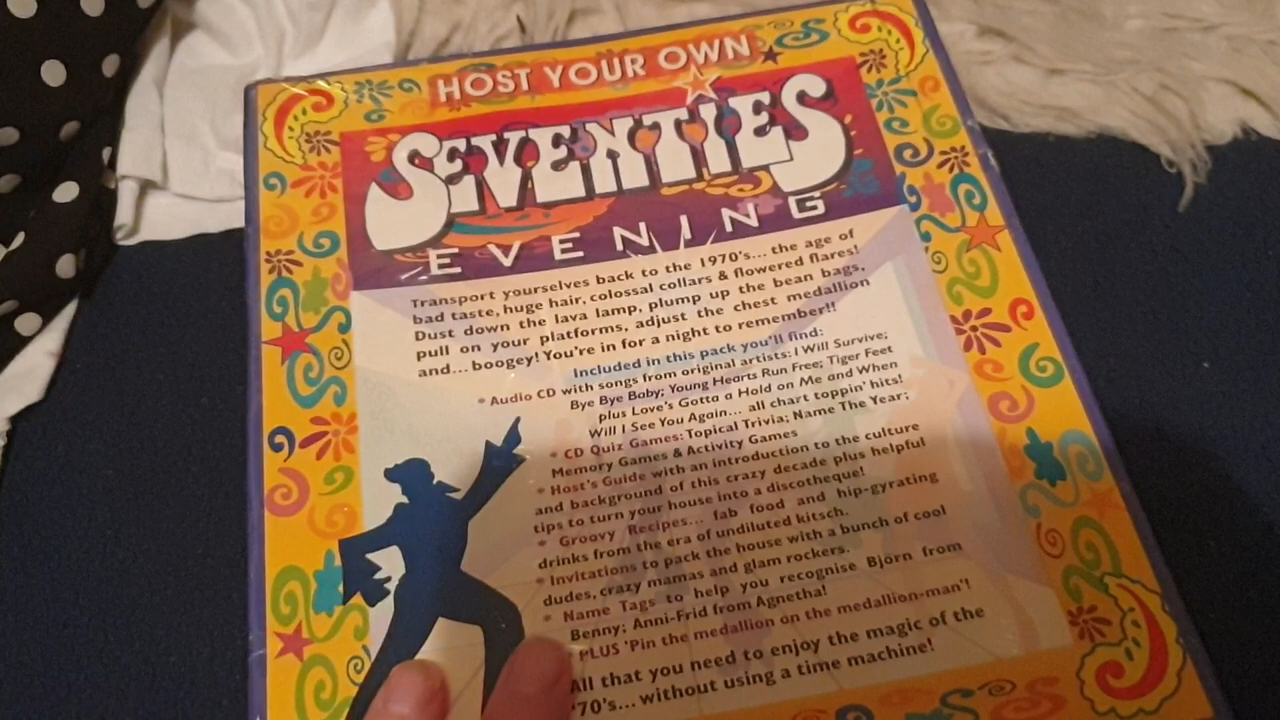 HOST YOUR OWN
SEVENTIES
EVENING
Transport yourselves back to the 1970's... the age of
bad taste, huge hair, colossal collars & flowered flares!
Dust down the lava lamp, plump up the bean bags,
pull on your platforms, adjust the chest medallion
and... boogey! You're in for a night to remember!!
Included in this pack you'll find:
* Audio CD with songs from original artists: I Will Survive;
Bye Bye Baby; Young Hearts Run Free; Tiger Feet
plus Love's Gotta a Hold on Me and When
Will I See You Again... all chart toppin' hits!
* CD Quiz Games: Topical Trivia; Name The Year;
Memory Games & Activity Games
* Host's Guide with an introduction to the culture
and background of this crazy decade plus helpful
tips to turn your house into a discotheque!
* Groovy Recipes... fab food and hip-gyrating
drinks from the era of undiluted kitsch.
* Invitations to pack the house with a bunch of cool
dudes, crazy mamas and glam rockers.
* Name Tags to help you recognise Björn from
Benny; Anni-Frid from Agnetha!
* PLUS 'Pin the medallion on the medallion-man'!
All that you need to enjoy the magic of the
'70's... without using a time machine!